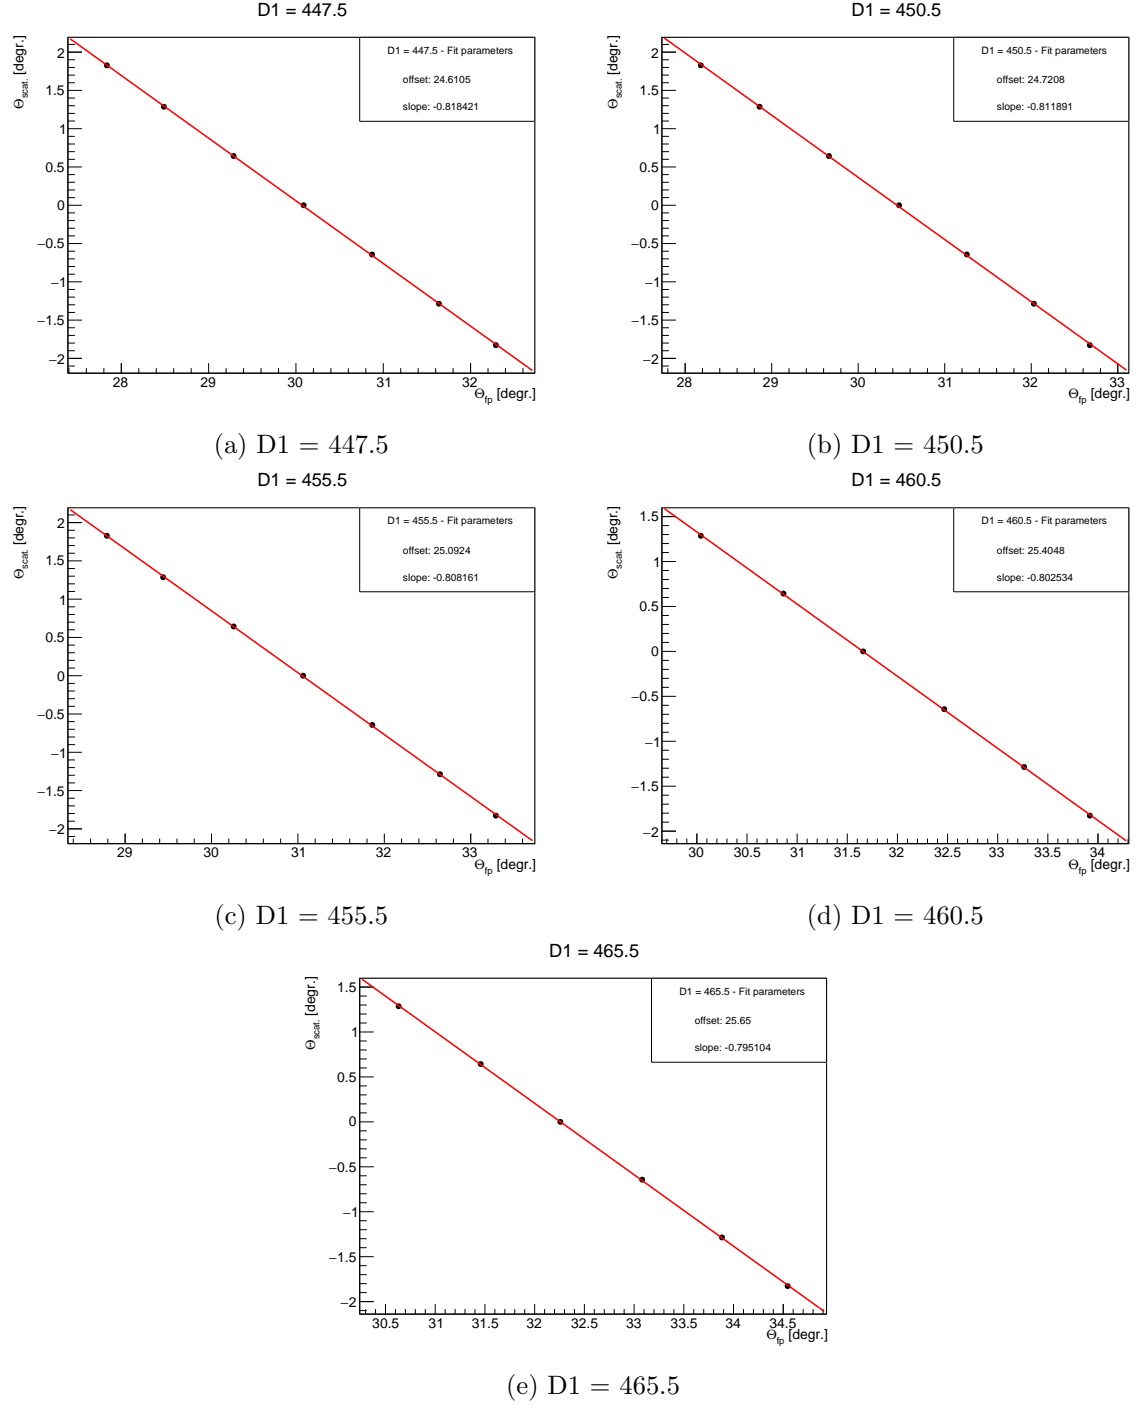 D1 = 447.5
Θscat. [degr.]
D1 = 447.5 - Fit parameters
offset: 24.6105
slope: -0.818421
2
1.5
1
0.5
0
−0.5
−1
−1.5
−2
28 29 30 31 32
Θfp [degr.]
(a) D1 = 447.5
D1 = 450.5
Θscat. [degr.]
D1 = 450.5 - Fit parameters
offset: 24.7208
slope: -0.811891
2
1.5
1
0.5
0
−0.5
−1
−1.5
−2
28 29 30 31 32 33
Θfp [degr.]
(b) D1 = 450.5
D1 = 455.5
Θscat. [degr.]
D1 = 455.5 - Fit parameters
offset: 25.0924
slope: -0.808161
2
1.5
1
0.5
0
−0.5
−1
−1.5
−2
29 30 31 32 33
Θfp [degr.]
(c) D1 = 455.5
D1 = 460.5
Θscat. [degr.]
D1 = 460.5 - Fit parameters
offset: 25.4048
slope: -0.802534
1.5
1
0.5
0
−0.5
−1
−1.5
−2
30 30.5 31 31.5 32 32.5 33 33.5 34
Θfp [degr.]
(d) D1 = 460.5
D1 = 465.5
Θscat. [degr.]
D1 = 465.5 - Fit parameters
offset: 25.65
slope: -0.795104
1.5
1
0.5
0
−0.5
−1
−1.5
−2
30.5 31 31.5 32 32.5 33 33.5 34 34.5
Θfp [degr.]
(e) D1 = 465.5